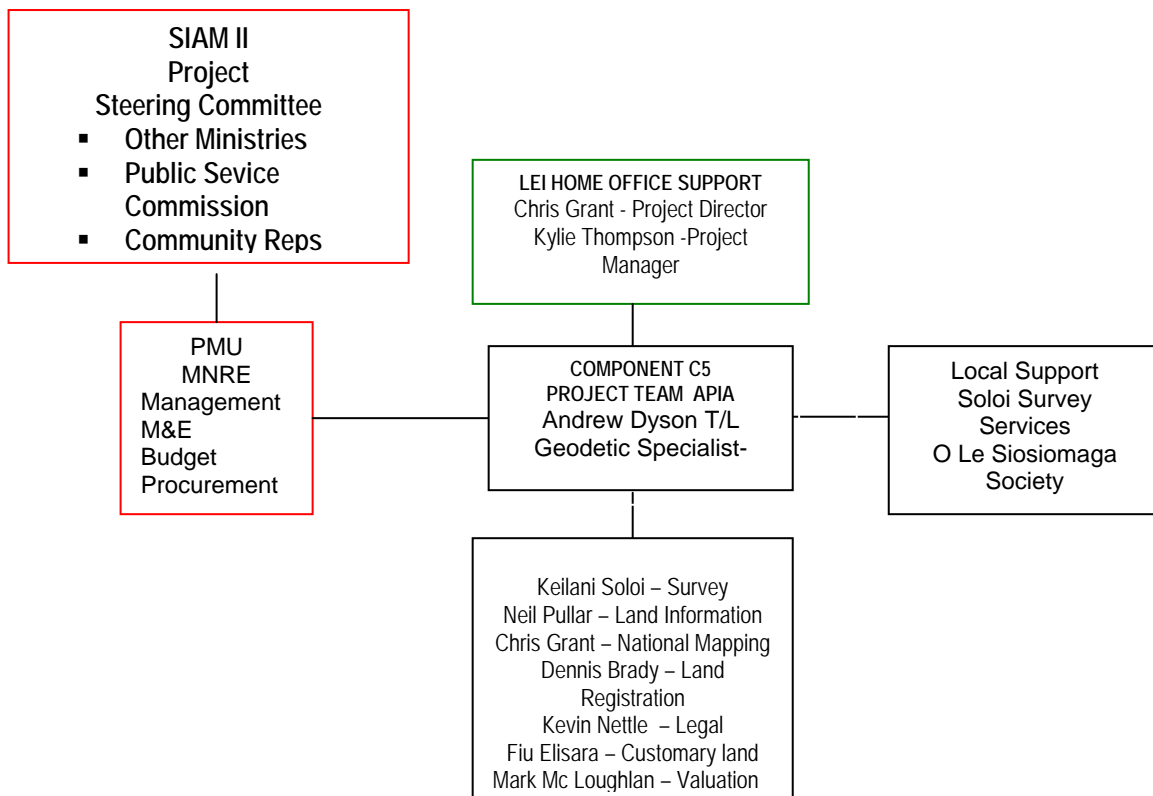 SIAM II
Project
Steering Committee
▪ Other Ministries
▪ Public Sevice
Commission
▪ Community Reps
LEI HOME OFFICE SUPPORT
Chris Grant - Project Director
Kylie Thompson -Project
Manager
PMU
MNRE
Management
M&E
Budget
Procurement
COMPONENT C5
PROJECT TEAM APIA
Andrew Dyson T/L
Geodetic Specialist-
Local Support
Soloi Survey
Services
O Le Siosiomaga
Society
Keilani Soloi – Survey
Neil Pullar – Land Information
Chris Grant – National Mapping
Dennis Brady – Land
Registration
Kevin Nettle – Legal
Fiu Elisara – Customary land
Mark Mc Loughlan – Valuation